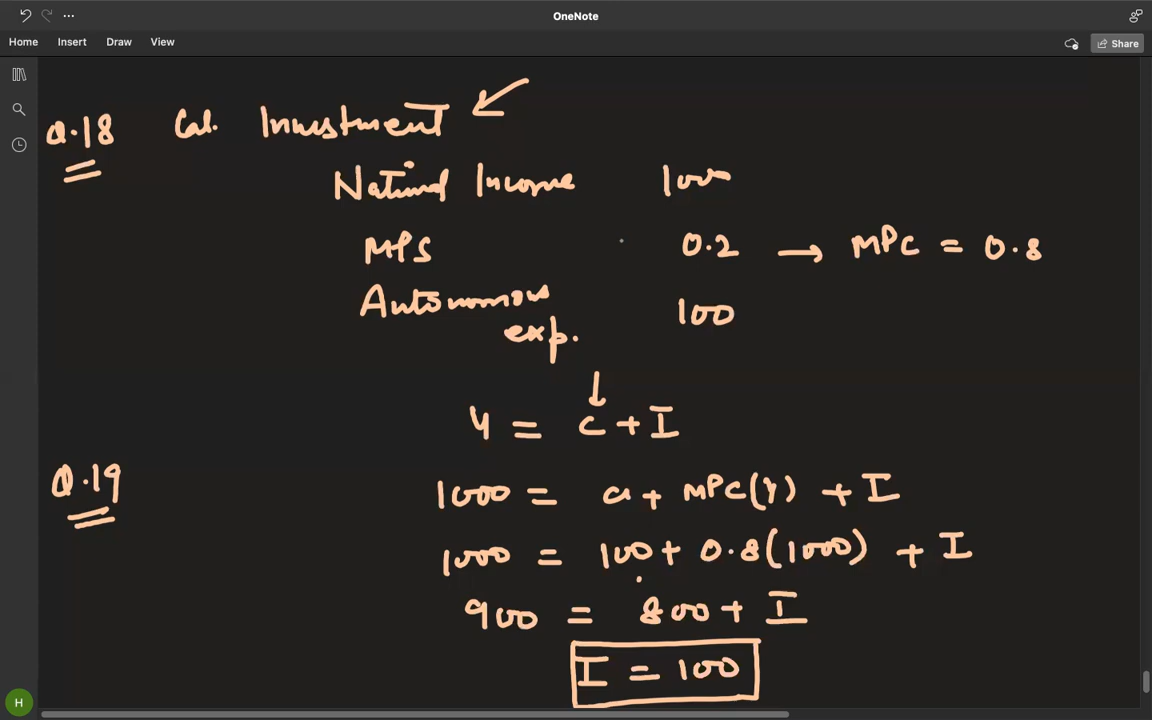 OneNote
Home Insert Draw View
Share
Q.18 Cal. Investment
National Income 1000
MPS 0.2 → MPC = 0.8
Autonomous exp. 100
Y = C + I
Q.19
1000 = a + MPC(Y) + I
1000 = 100 + 0.8(1000) + I
900 = 800 + I
I = 100
H